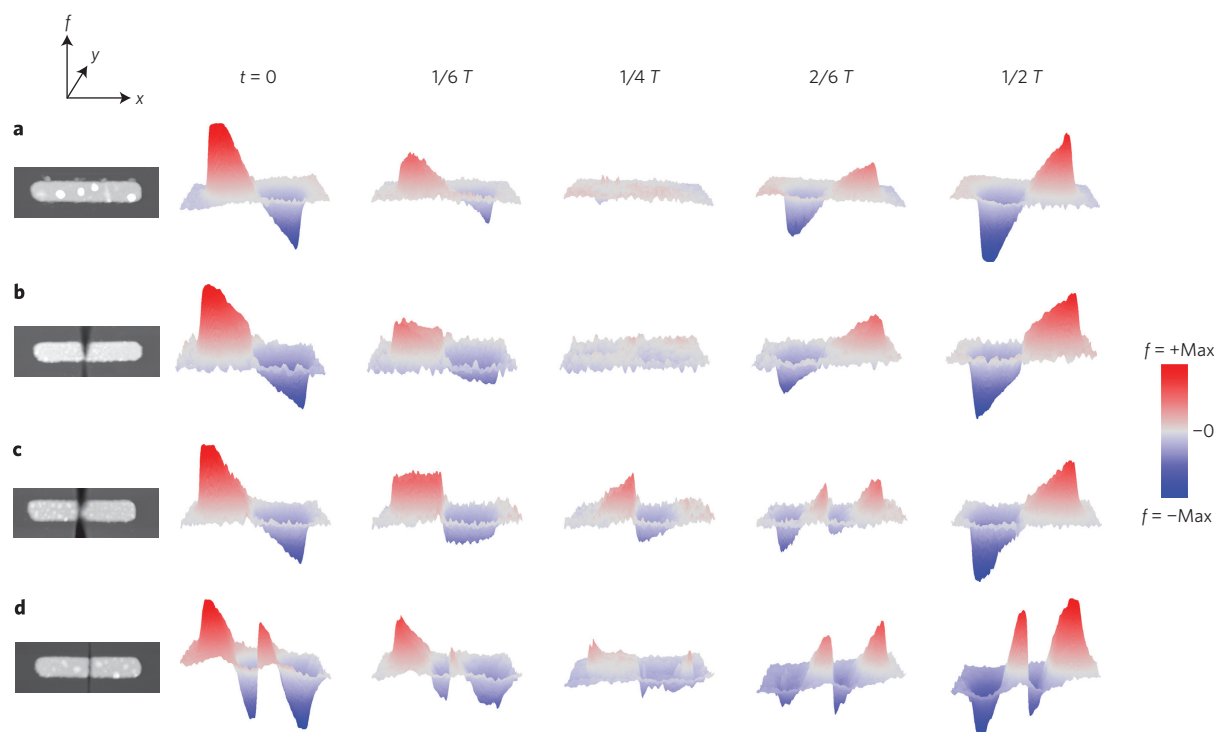 f
y
x
t = 0
1/6 T
1/4 T
2/6 T
1/2 T
a
b
f = +Max
−0
f = −Max
c
d